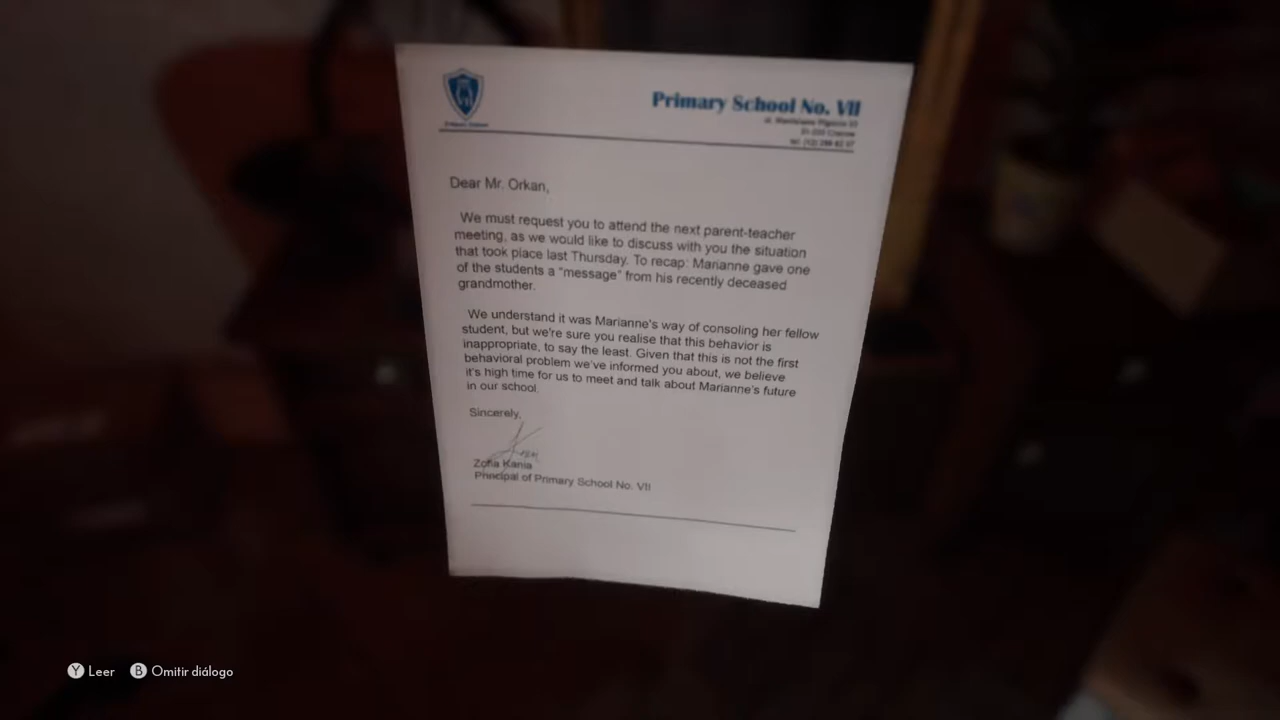 Primary School No. VII
Dear Mr. Orkan,
We must request you to attend the next parent-teacher
meeting, as we would like to discuss with you the situation
that took place last Thursday. To recap: Marianne gave one
of the students a "message" from his recently deceased
grandmother.
We understand it was Marianne's way of consoling her fellow
student, but we're sure you realise that this behavior is
inappropriate, to say the least. Given that this is not the first
behavioral problem we've informed you about, we believe
it's high time for us to meet and talk about Marianne's future
in our school.
Sincerely,
Zofia Kania
Principal of Primary School No. VII
Y Leer B Omitir diálogo